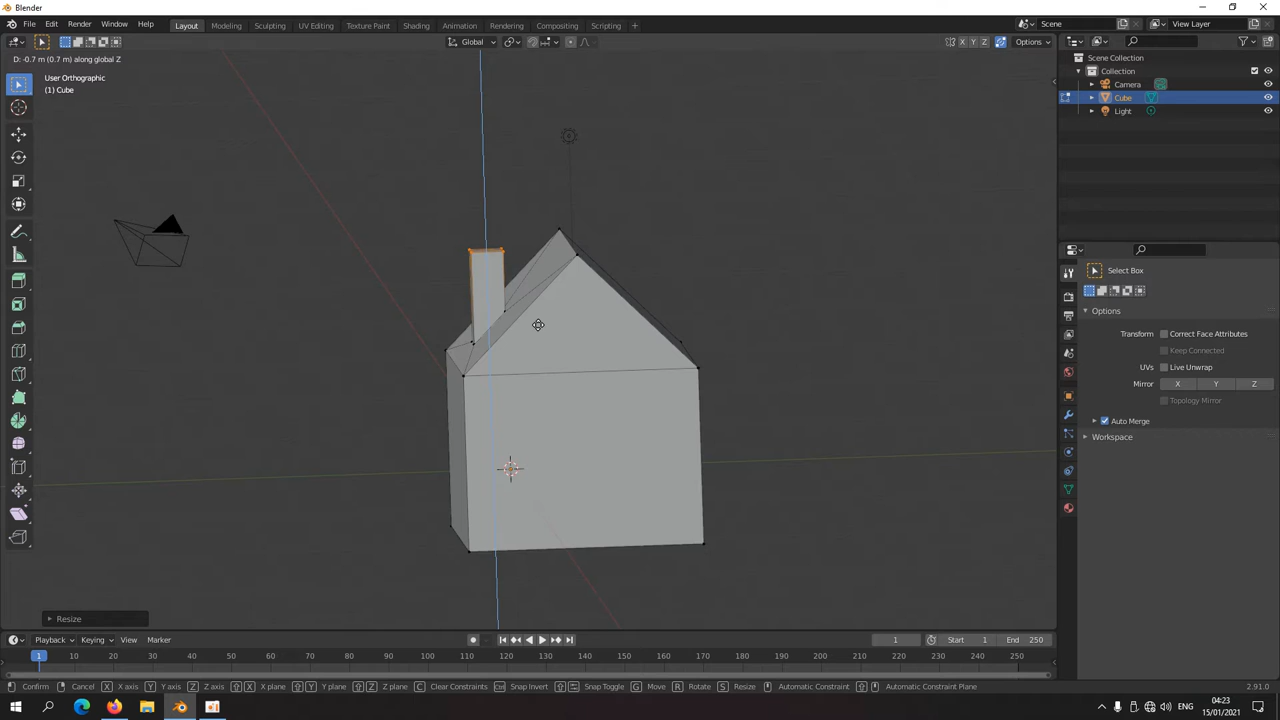 Blender
File Edit Render Window Help Layout Modeling Sculpting UV Editing Texture Paint Shading Animation Rendering Compositing Scripting + Scene View Layer
Global X Y Z Options
D: -0.7 m (0.7 m) along global Z
User Orthographic
(1) Cube
Scene Collection
Collection
Camera
Cube
Light
Select Box
Options
Transform Correct Face Attributes
Keep Connected
UVs Live Unwrap
Mirror X Y Z
Topology Mirror
Auto Merge
Workspace
Resize
Playback Keying View Marker 1 Start 1 End 250
1 10 20 30 40 50 60 70 80 90 100 110 120 130 140 150 160 170 180 190 200 210 220 230 240 250
Confirm Cancel X X axis Y Y axis Z Z axis X X plane Y Y plane Z Z plane C Clear Constraints Ctrl Snap Invert Snap Toggle G Move R Rotate S Resize Automatic Constraint Automatic Constraint Plane 2.91.0
ENG 04:23
15/01/2021